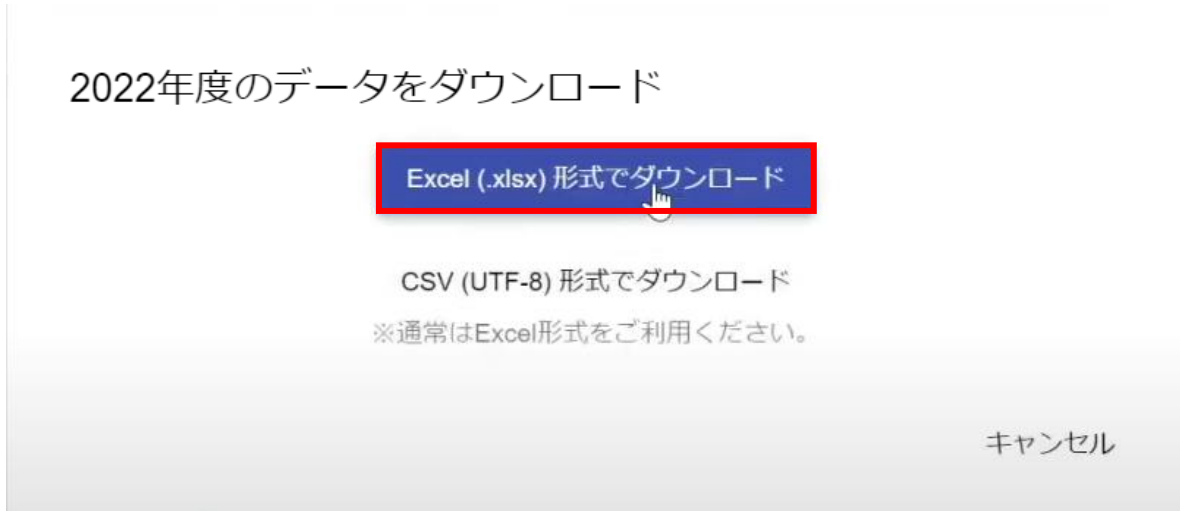 2022年度のデータをダウンロード
Excel (.xlsx) 形式でダウンロード
CSV (UTF-8) 形式でダウンロード
※通常はExcel形式をご利用ください。
キャンセル